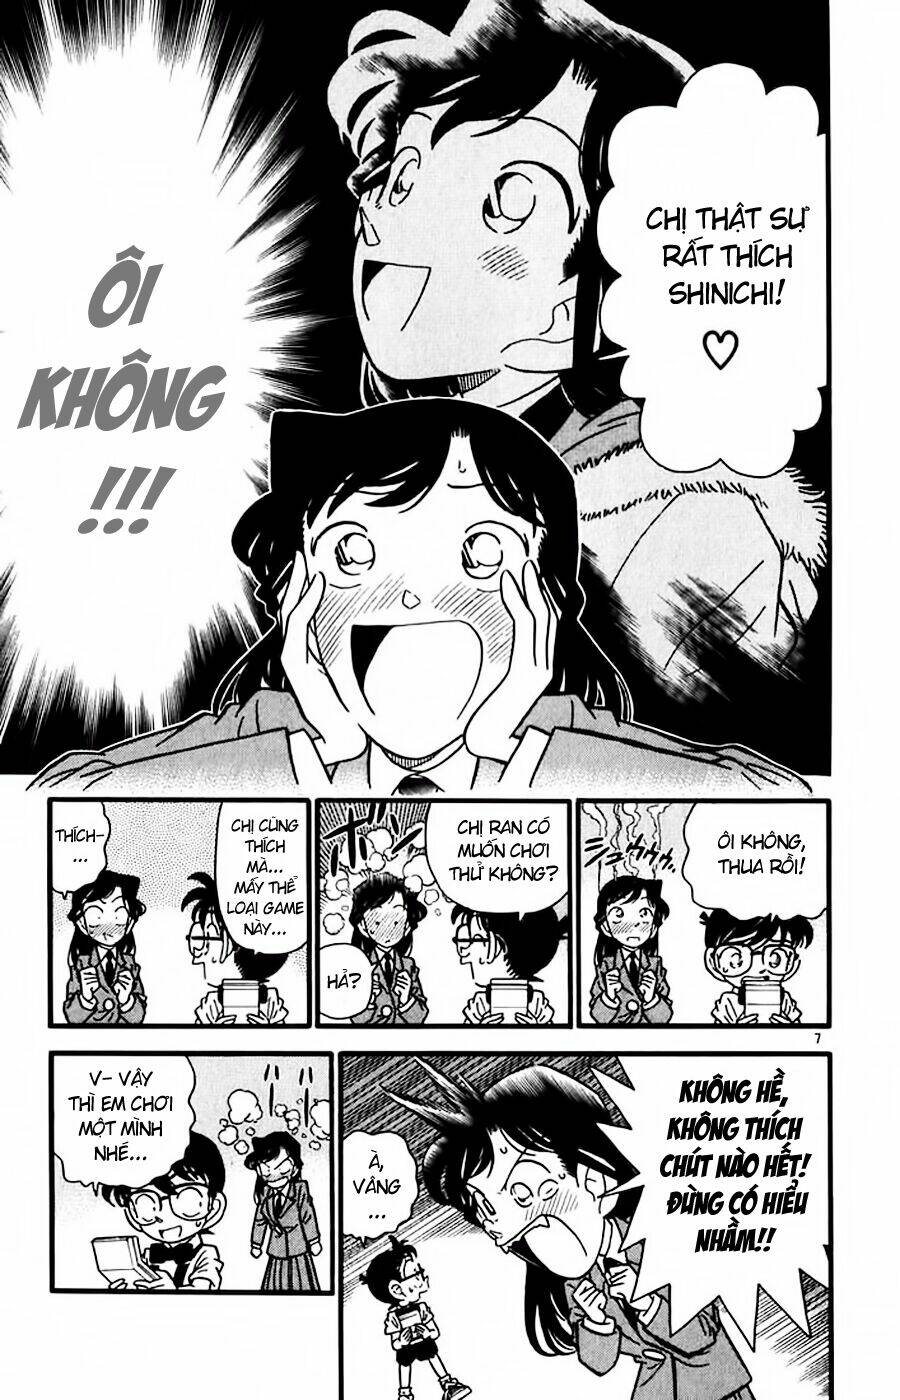 CHỊ THẬT SỰ
RẤT THÍCH
SHINICHI!
♡
ÔI
KHÔNG
!!!
ÔI KHÔNG,
THUA RỒI!
CHỊ RAN CÓ
MUỐN CHƠI
THỬ KHÔNG?
HẢ?
CHỊ CŨNG
THÍCH
MÀ...
MẤY THỂ
LOẠI GAME
NÀY...
THÍCH-
...
7
KHÔNG HỀ,
KHÔNG THÍCH
CHÚT NÀO HẾT!
ĐỪNG CÓ HIỂU
NHẦM!!
À,
VÂNG
...
V- VẬY
THÌ EM CHƠI
MỘT MÌNH
NHÉ...